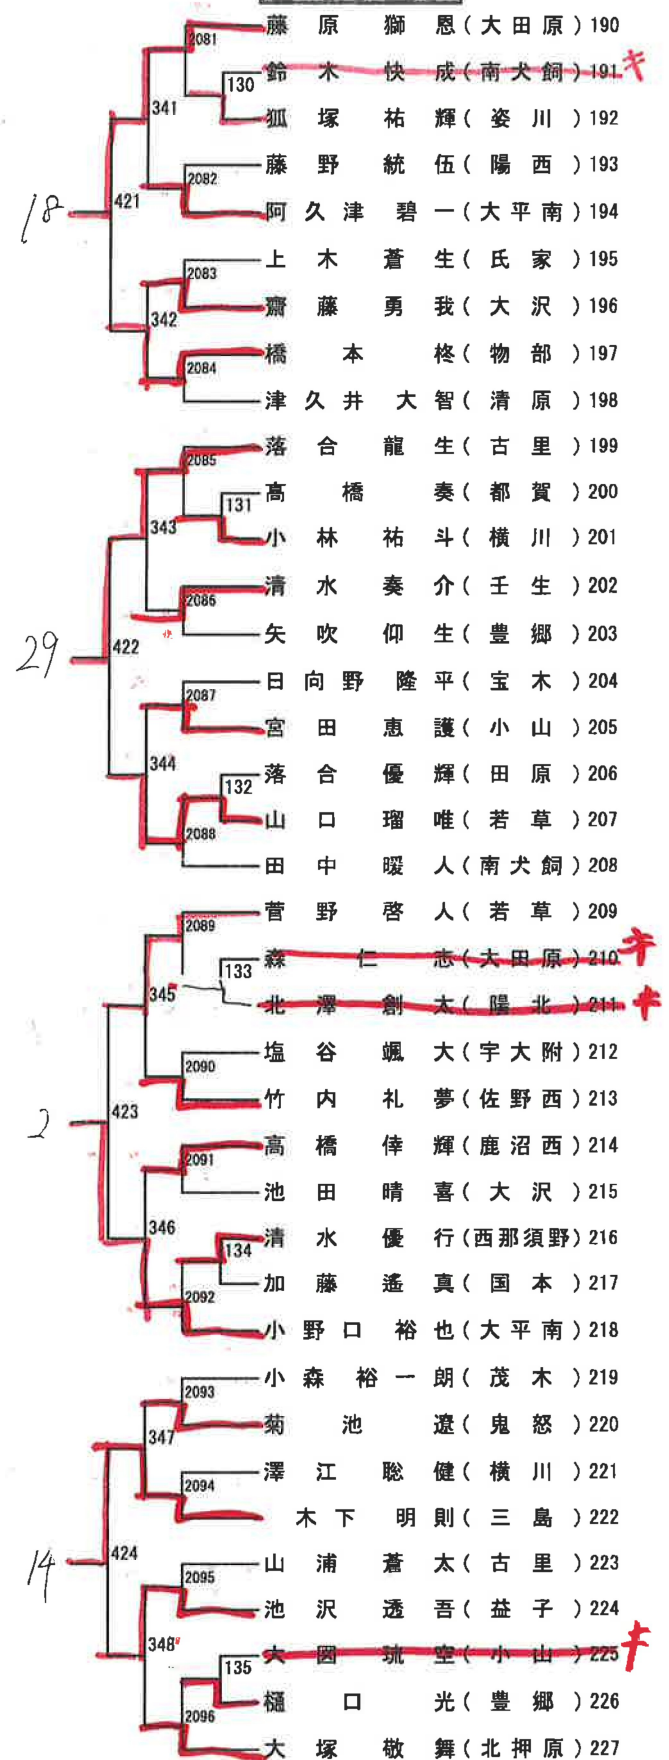 藤原獅恩(大田原)190
2081
鈴木快成(南犬飼)191 キ
130
341
狐塚祐輝(姿川)192
藤野統伍(陽西)193
2082
18
421
阿久津碧一(大平南)194
上木蒼生(氏家)195
2083
齋藤勇我(大沢)196
342
橋本柊(物部)197
2084
津久井大智(清原)198
落合龍生(古里)199
2085
高橋奏(都賀)200
131
343
小林祐斗(横川)201
清水奏介(壬生)202
2086
矢吹仰生(豊郷)203
29
422
日向野隆平(宝木)204
2087
宮田恵護(小山)205
344
落合優輝(田原)206
132
山口瑠唯(若草)207
2088
田中暖人(南犬飼)208
菅野啓人(若草)209
2089
森仁志(大田原)210 キ
133
345
北澤創太(陽北)211 キ
塩谷颯大(宇大附)212
2090
竹内礼夢(佐野西)213
2
423
高橋倖輝(鹿沼西)214
2091
池田晴喜(大沢)215
346
清水優行(西那須野)216
134
加藤遙真(国本)217
2092
小野口裕也(大平南)218
小森裕一朗(茂木)219
2093
菊池遼(鬼怒)220
347
澤江聡健(横川)221
2094
木下明則(三島)222
14
424
山浦蒼太(古里)223
2095
池沢透吾(益子)224
348
大図琉空(小山)225 キ
135
樋口光(豊郷)226
2096
大塚敬舞(北押原)227